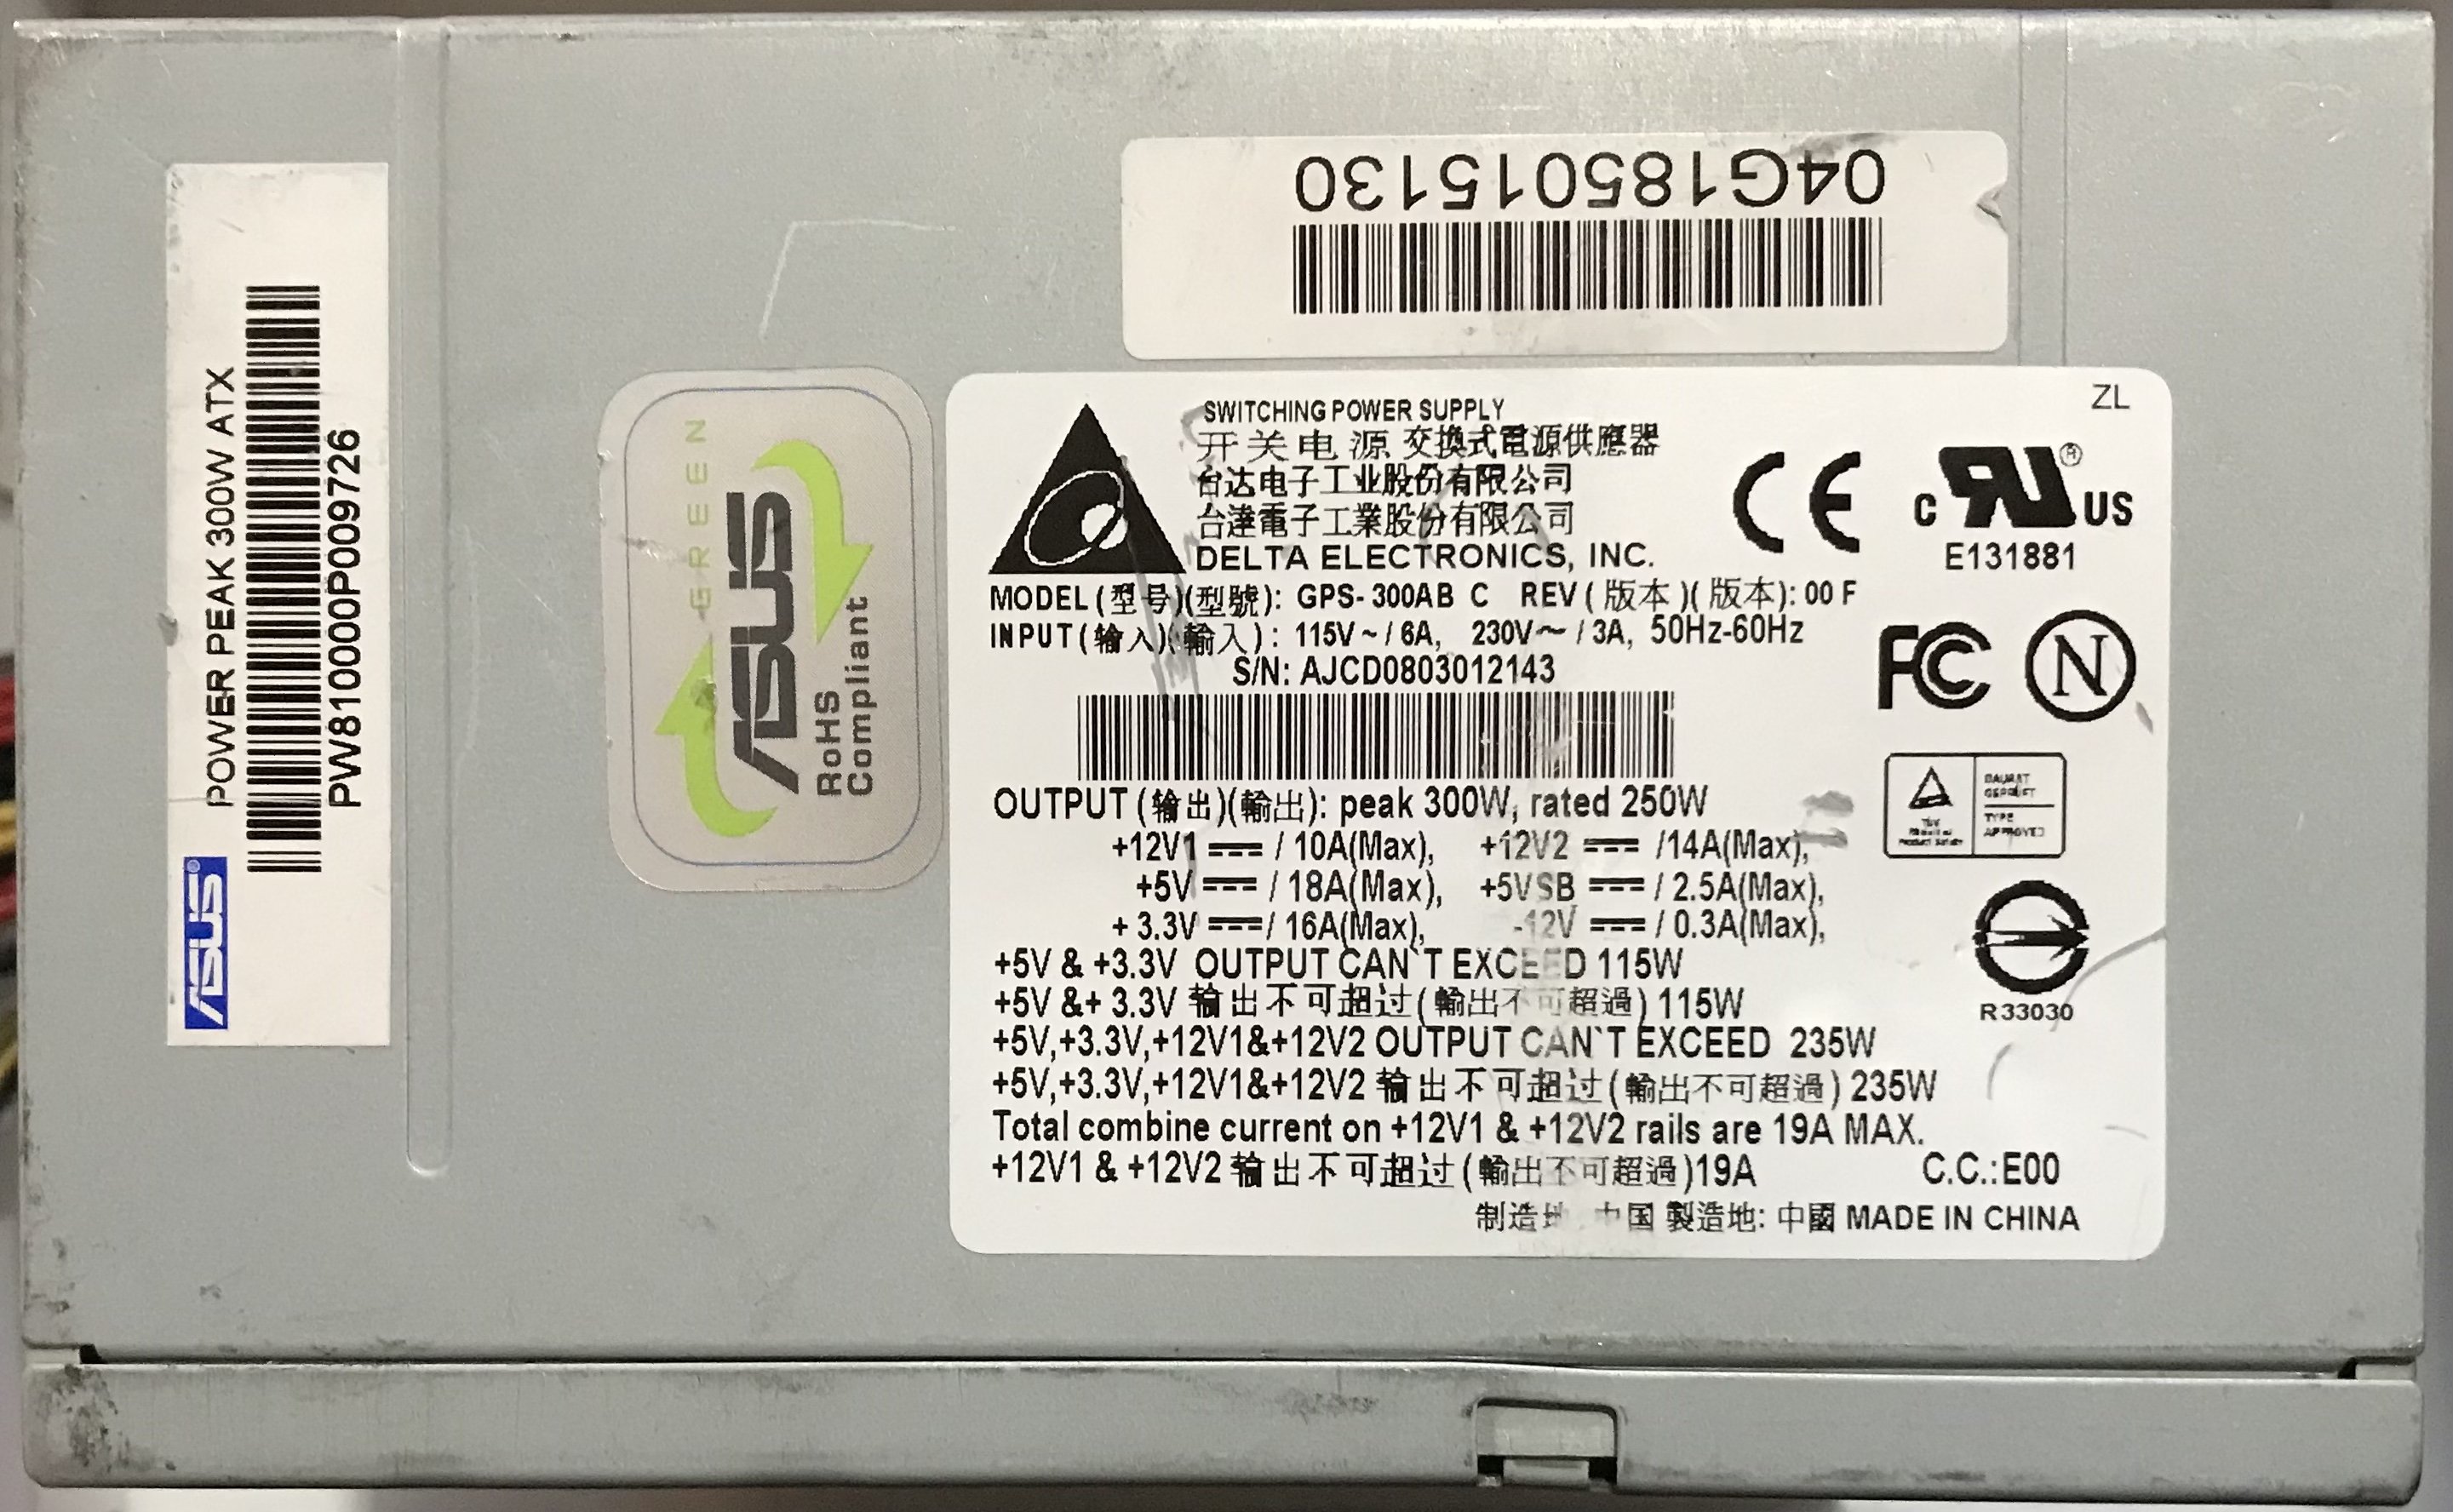 POWER PEAK 300W ATX
PW810000P009726
ASUS
04G185015130
GREEN
ASUS
RoHS
Compliant
ZL
SWITCHING POWER SUPPLY
开关电源 交換式電源供應器
台达电子工业股份有限公司
台達電子工業股份有限公司
DELTA ELECTRONICS, INC.
CE
c RU ® US
E131881
MODEL (型号)(型號): GPS-300AB C REV (版本)(版本): 00 F
INPUT (输入)(輸入): 115V~/6A, 230V~/3A, 50Hz-60Hz
S/N: AJCD0803012143
FC N
OUTPUT (输出)(輸出): peak 300W, rated 250W
+12V1 ⎓ / 10A(Max), +12V2 ⎓ /14A(Max),
+5V ⎓ / 18A(Max), +5VSB ⎓ / 2.5A(Max),
+ 3.3V ⎓ / 16A(Max), -12V ⎓ / 0.3A(Max),
TYPE
APPROVED
+5V & +3.3V OUTPUT CAN`T EXCEED 115W
+5V &+ 3.3V 输出不可超过(輸出不可超過) 115W
R33030
+5V,+3.3V,+12V1&+12V2 OUTPUT CAN`T EXCEED 235W
+5V,+3.3V,+12V1&+12V2 输出不可超过(輸出不可超過) 235W
Total combine current on +12V1 & +12V2 rails are 19A MAX.
+12V1 & +12V2 输出不可超过(輸出不可超過)19A
C.C.:E00
制造地 中国 製造地: 中國 MADE IN CHINA